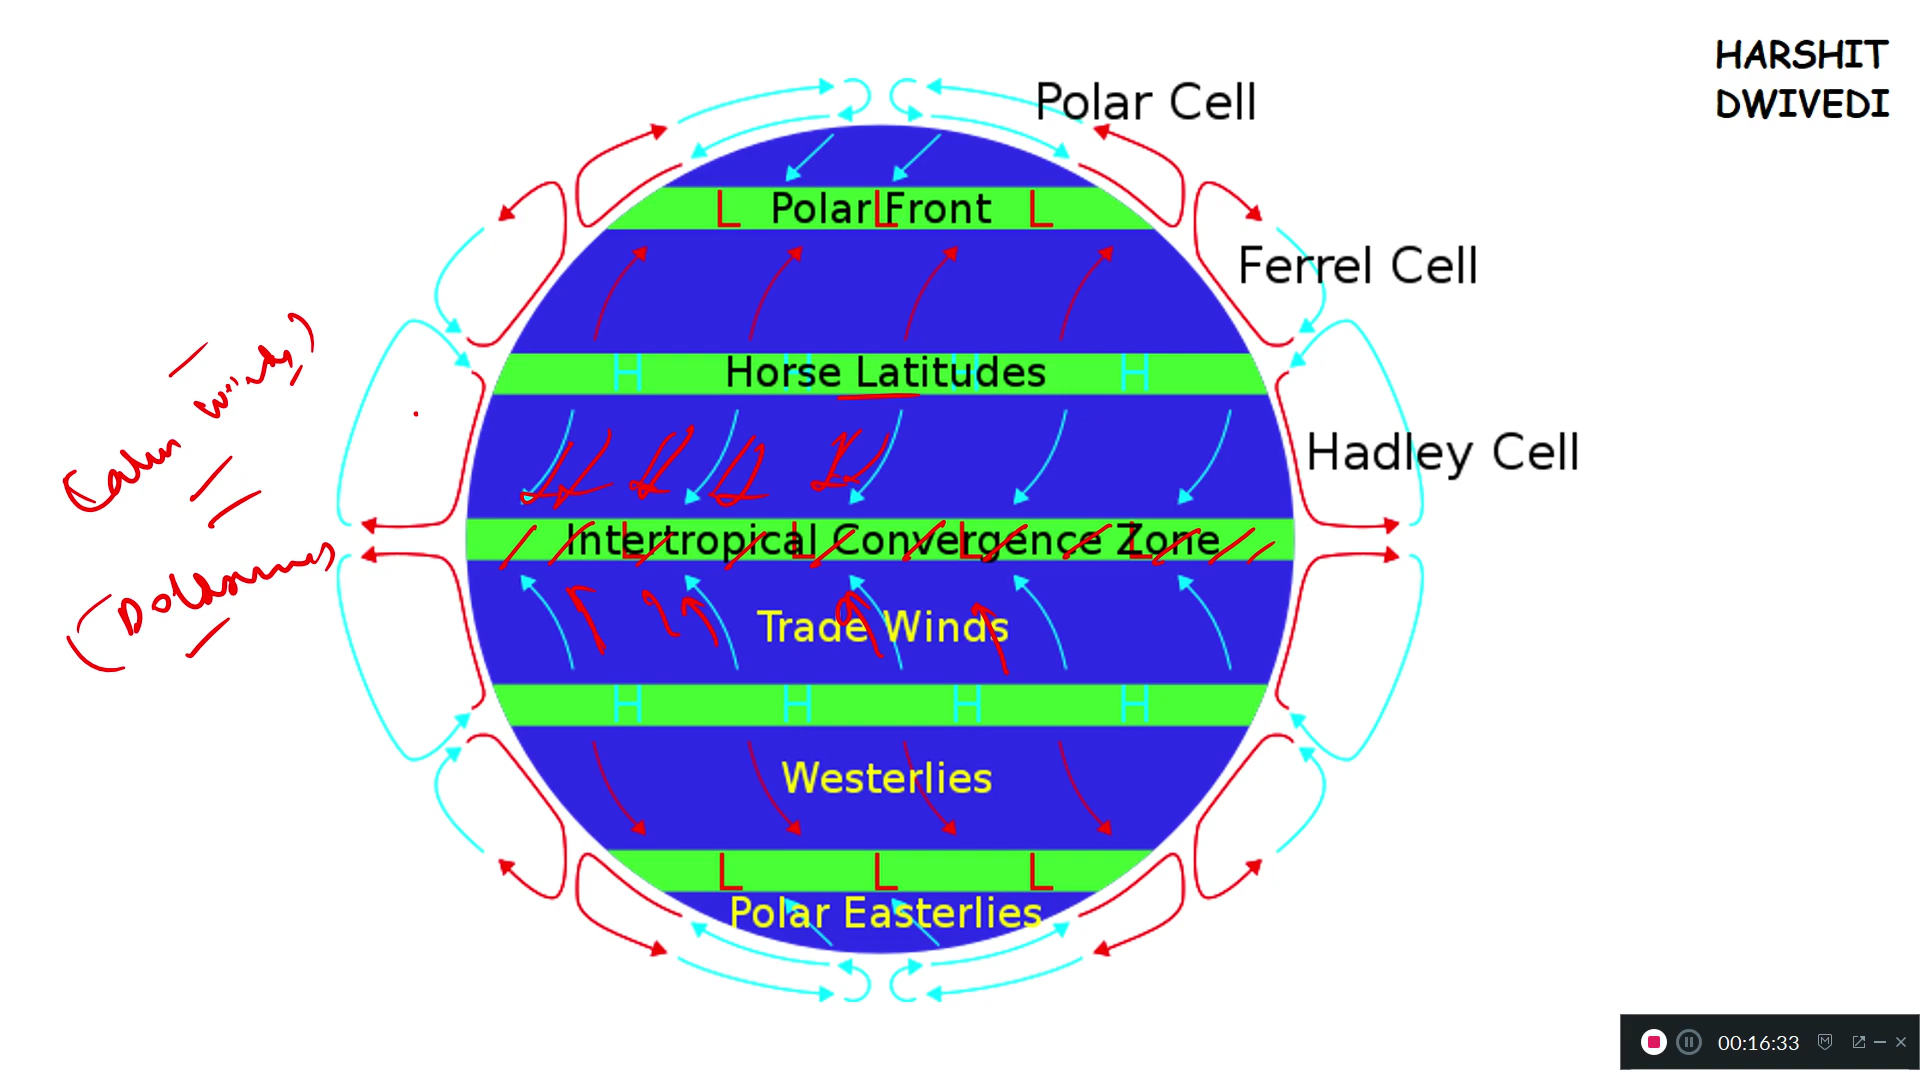 HARSHIT
DWIVEDI
Polar Cell
L Polar Front L L
Ferrel Cell
H Horse Latitudes H H H
Calm winds)
Hadley Cell
Intertropical Convergence Zone
L L L L
Trade Winds
H H H H
Westerlies
L L L
Polar Easterlies
00:16:33